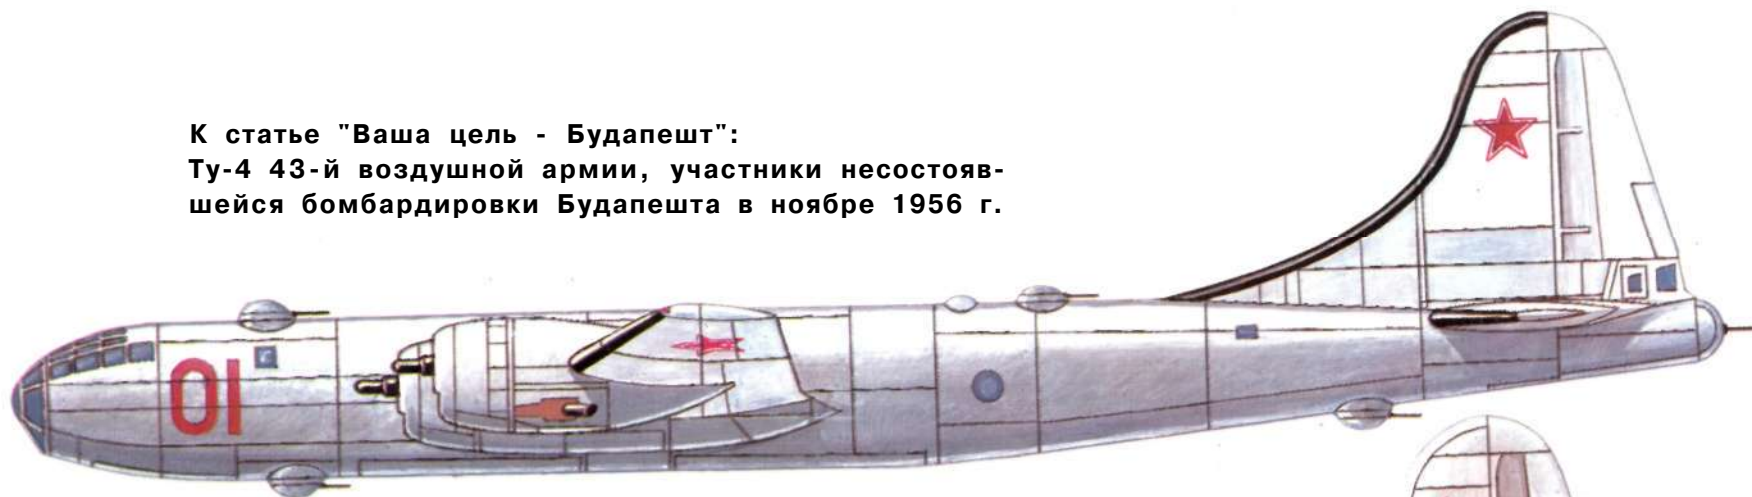 К статье "Ваша цель - Будапешт":
Ту-4 43-й воздушной армии, участники несостояв-
шейся бомбардировки Будапешта в ноябре 1956 г.
01